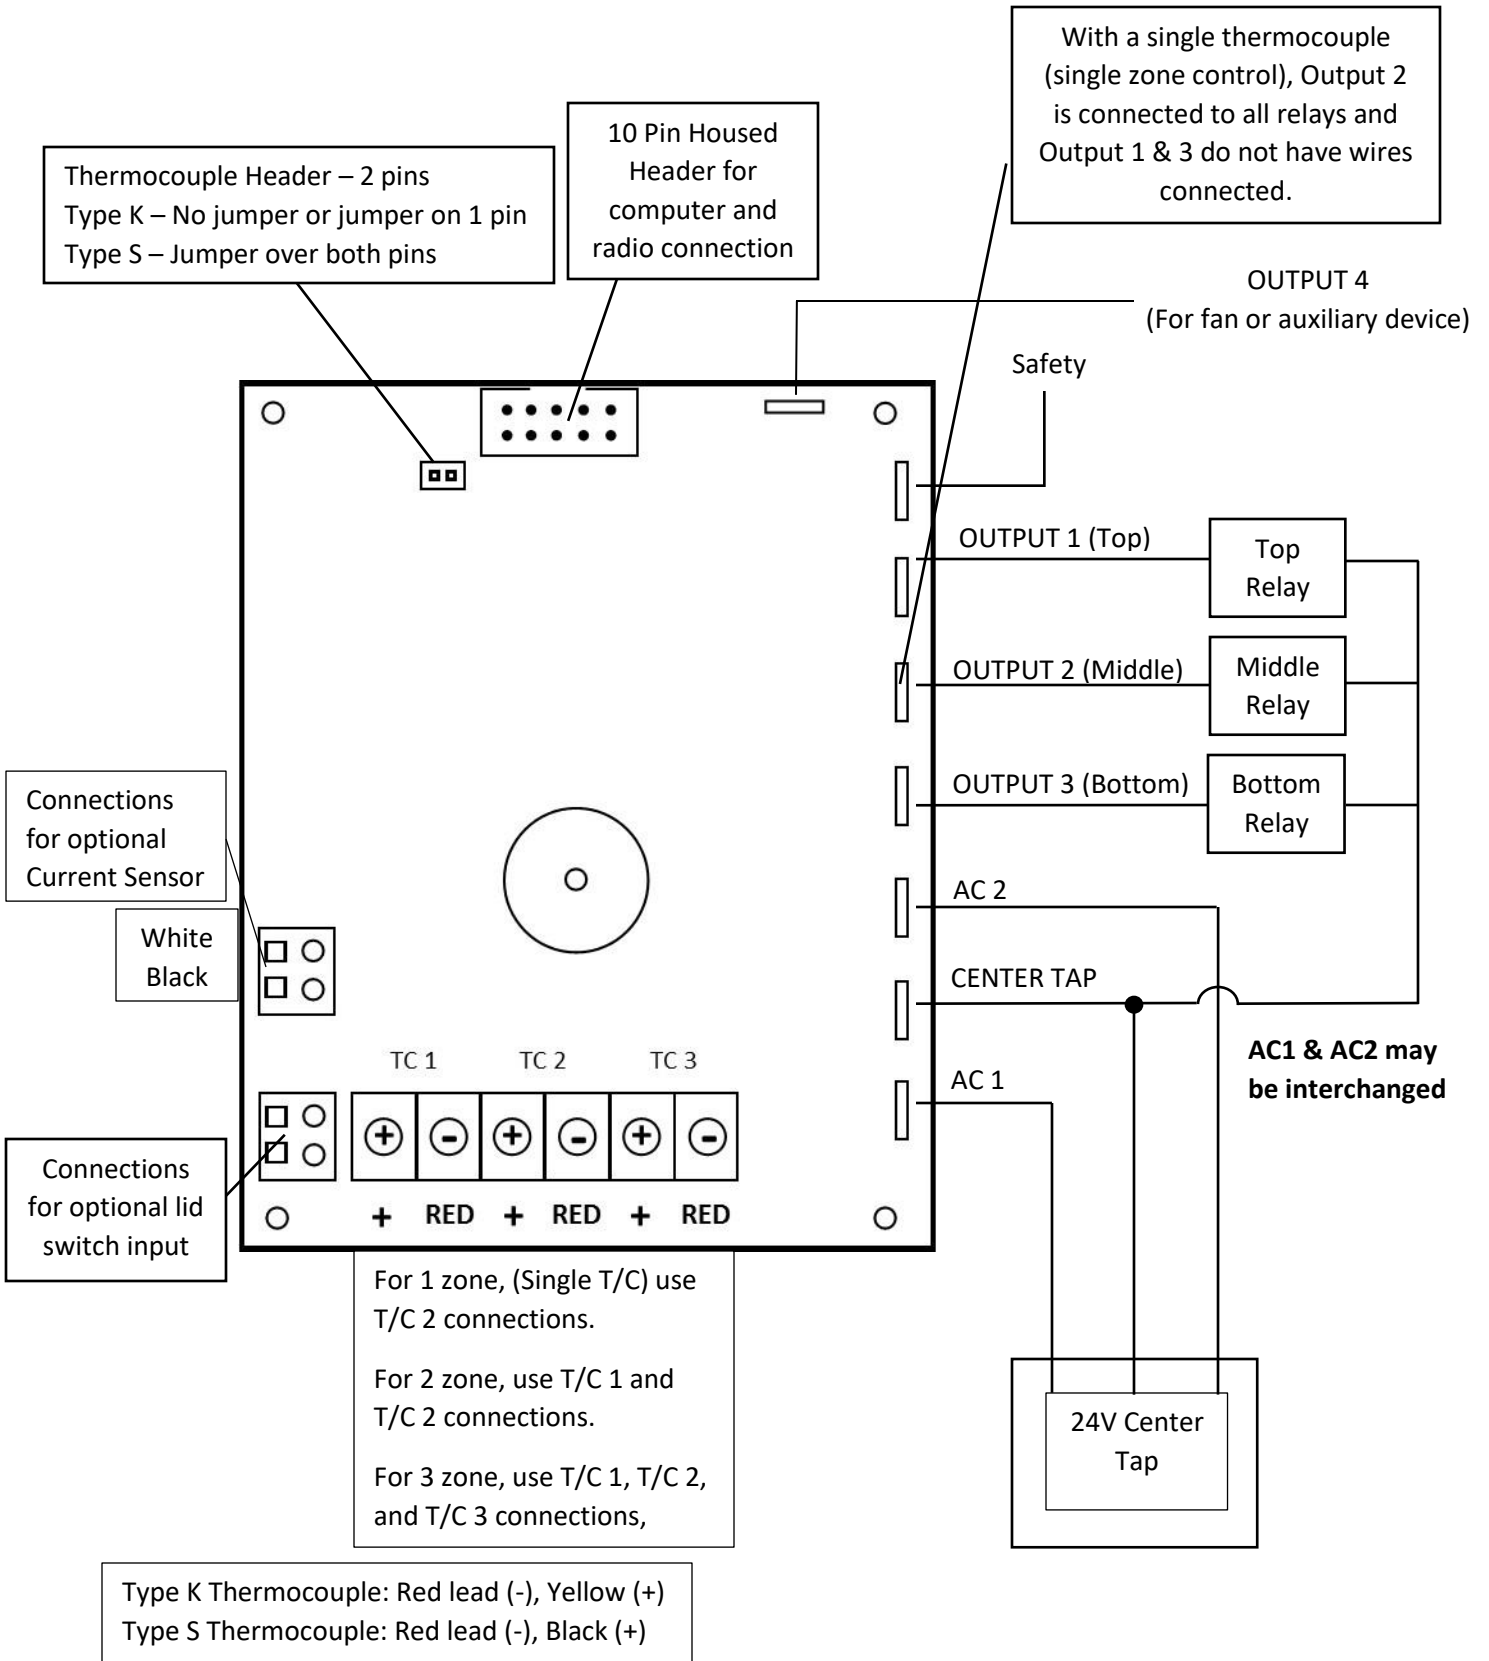 With a single thermocouple
(single zone control), Output 2
is connected to all relays and
Output 1 & 3 do not have wires
connected.
10 Pin Housed
Header for
computer and
radio connection
Thermocouple Header – 2 pins
Type K – No jumper or jumper on 1 pin
Type S – Jumper over both pins
OUTPUT 4
(For fan or auxiliary device)
Safety
OUTPUT 1 (Top)
Top
Relay
OUTPUT 2 (Middle)
Middle
Relay
OUTPUT 3 (Bottom)
Bottom
Relay
Connections
for optional
Current Sensor
White
Black
AC 2
CENTER TAP
AC1 & AC2 may
be interchanged
AC 1
TC 1 TC 2 TC 3
+ - + - + -
+ RED + RED + RED
Connections
for optional lid
switch input
For 1 zone, (Single T/C) use
T/C 2 connections.
For 2 zone, use T/C 1 and
T/C 2 connections.
For 3 zone, use T/C 1, T/C 2,
and T/C 3 connections,
24V Center
Tap
Type K Thermocouple: Red lead (-), Yellow (+)
Type S Thermocouple: Red lead (-), Black (+)